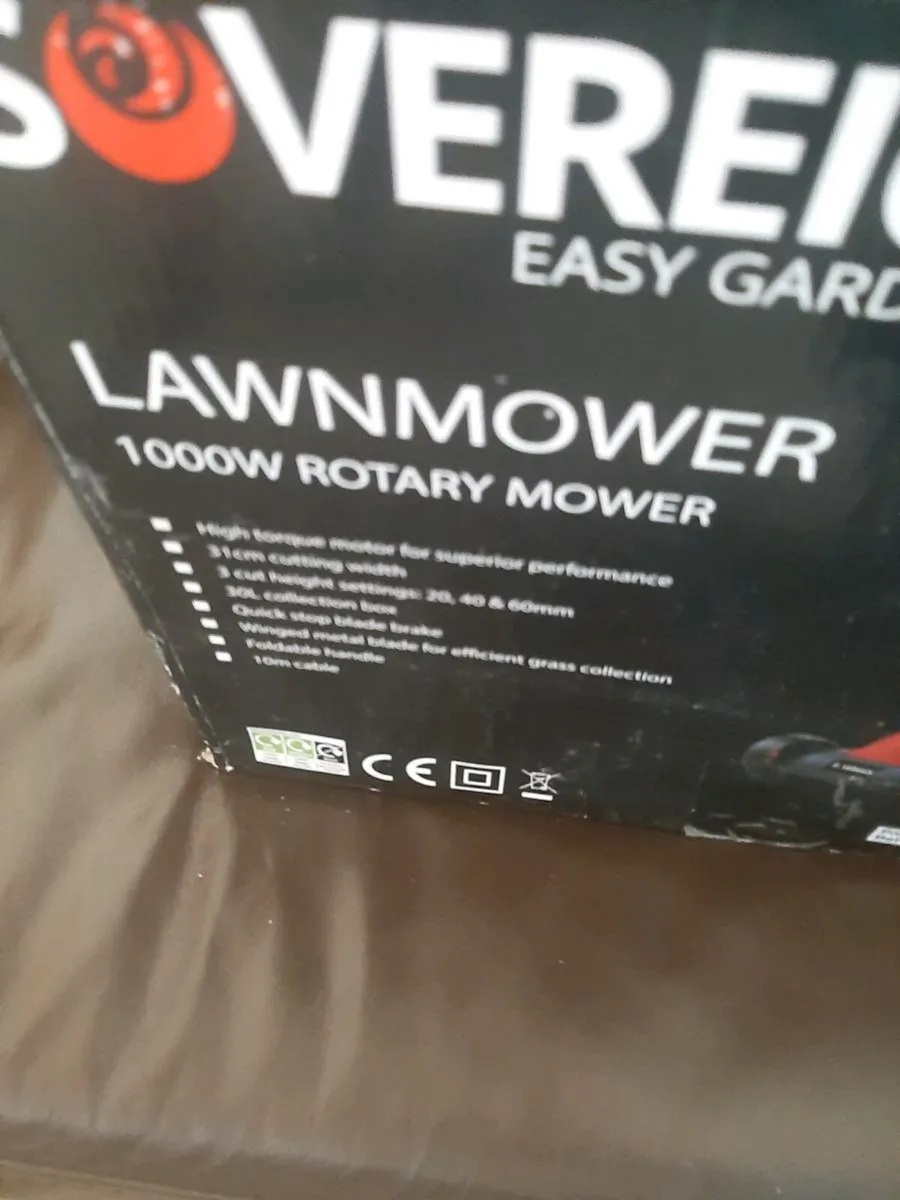 SOVEREIG
EASY GARD
LAWNMOWER
1000W ROTARY MOWER
High torque motor for superior performance
31cm cutting width
3 cut height settings: 20, 40 & 60mm
30L collection box
Quick stop blade brake
Winged metal blade for efficient grass collection
Foldable handle
10m cable
CE